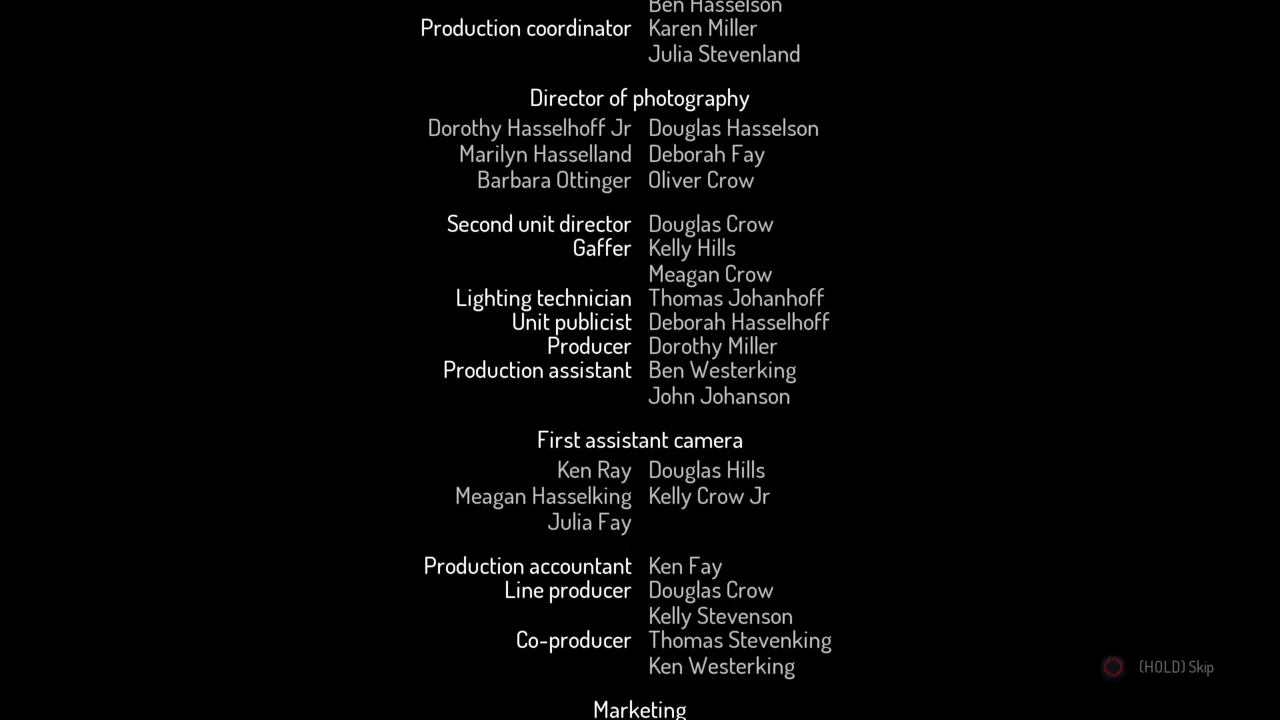 Ben Hasselson
Production coordinator Karen Miller
Julia Stevenland
Director of photography
Dorothy Hasselhoff Jr Douglas Hasselson
Marilyn Hasselland Deborah Fay
Barbara Ottinger Oliver Crow
Second unit director Douglas Crow
Gaffer Kelly Hills
Meagan Crow
Lighting technician Thomas Johanhoff
Unit publicist Deborah Hasselhoff
Producer Dorothy Miller
Production assistant Ben Westerking
John Johanson
First assistant camera
Ken Ray Douglas Hills
Meagan Hasselking Kelly Crow Jr
Julia Fay
Production accountant Ken Fay
Line producer Douglas Crow
Kelly Stevenson
Co-producer Thomas Stevenking
Ken Westerking
(HOLD) Skip
Marketing